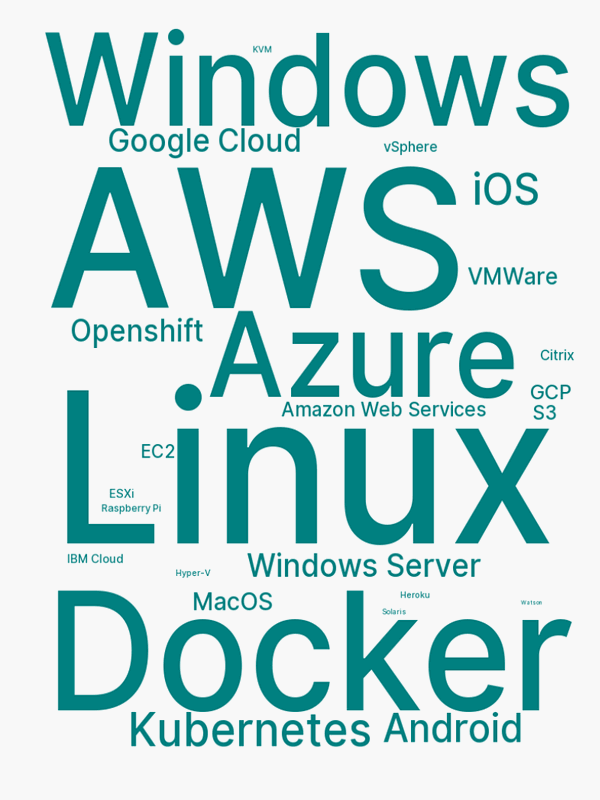 KVM
Windows
Google Cloud
vSphere
AWS
iOS
VMWare
Openshift
Azure
Citrix
GCP
Amazon Web Services
S3
Linux
EC2
ESXi
Raspberry Pi
IBM Cloud
Hyper-V
Windows Server
MacOS
Heroku
Watson
Solaris
Docker
Kubernetes
Android